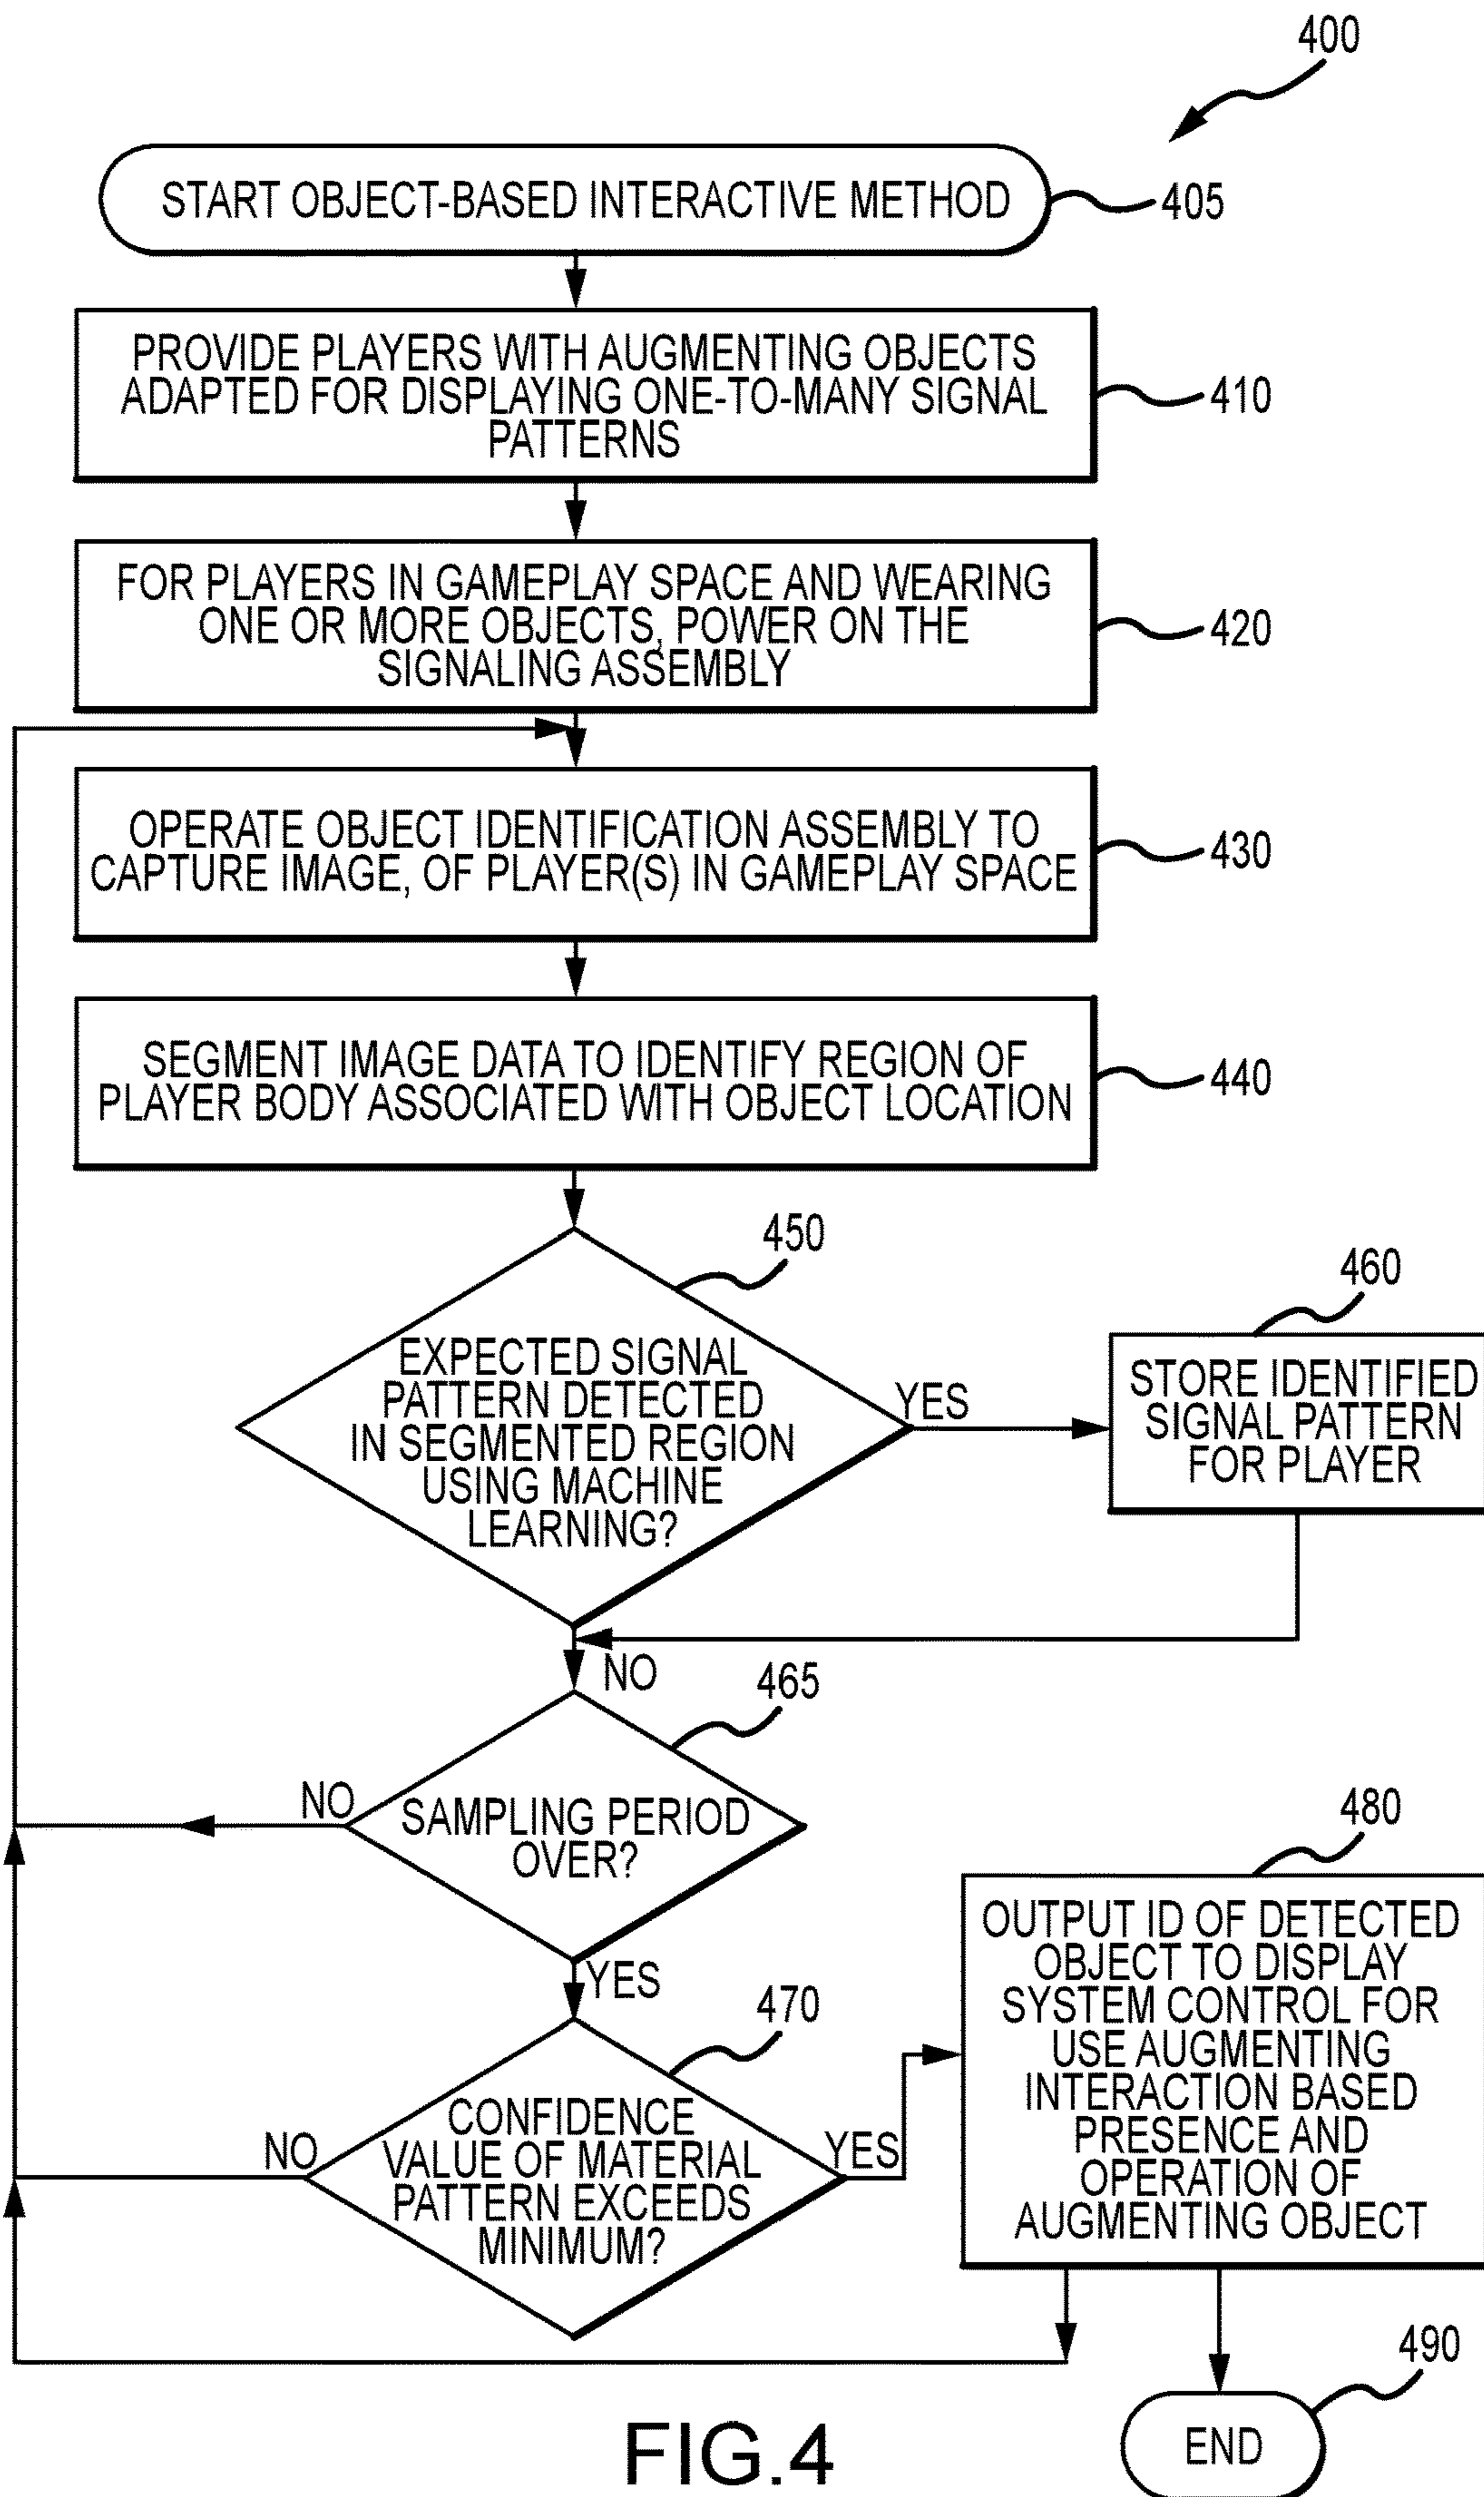 400
START OBJECT-BASED INTERACTIVE METHOD
405
PROVIDE PLAYERS WITH AUGMENTING OBJECTS
ADAPTED FOR DISPLAYING ONE-TO-MANY SIGNAL
PATTERNS
410
FOR PLAYERS IN GAMEPLAY SPACE AND WEARING
ONE OR MORE OBJECTS, POWER ON THE
SIGNALING ASSEMBLY
420
OPERATE OBJECT IDENTIFICATION ASSEMBLY TO
CAPTURE IMAGE, OF PLAYER(S) IN GAMEPLAY SPACE
430
SEGMENT IMAGE DATA TO IDENTIFY REGION OF
PLAYER BODY ASSOCIATED WITH OBJECT LOCATION
440
450
EXPECTED SIGNAL
PATTERN DETECTED
IN SEGMENTED REGION
USING MACHINE
LEARNING?
YES
460
STORE IDENTIFIED
SIGNAL PATTERN
FOR PLAYER
NO
465
SAMPLING PERIOD
OVER?
NO
YES
470
CONFIDENCE
VALUE OF MATERIAL
PATTERN EXCEEDS
MINIMUM?
NO
YES
480
OUTPUT ID OF DETECTED
OBJECT TO DISPLAY
SYSTEM CONTROL FOR
USE AUGMENTING
INTERACTION BASED
PRESENCE AND
OPERATION OF
AUGMENTING OBJECT
490
END
FIG.4